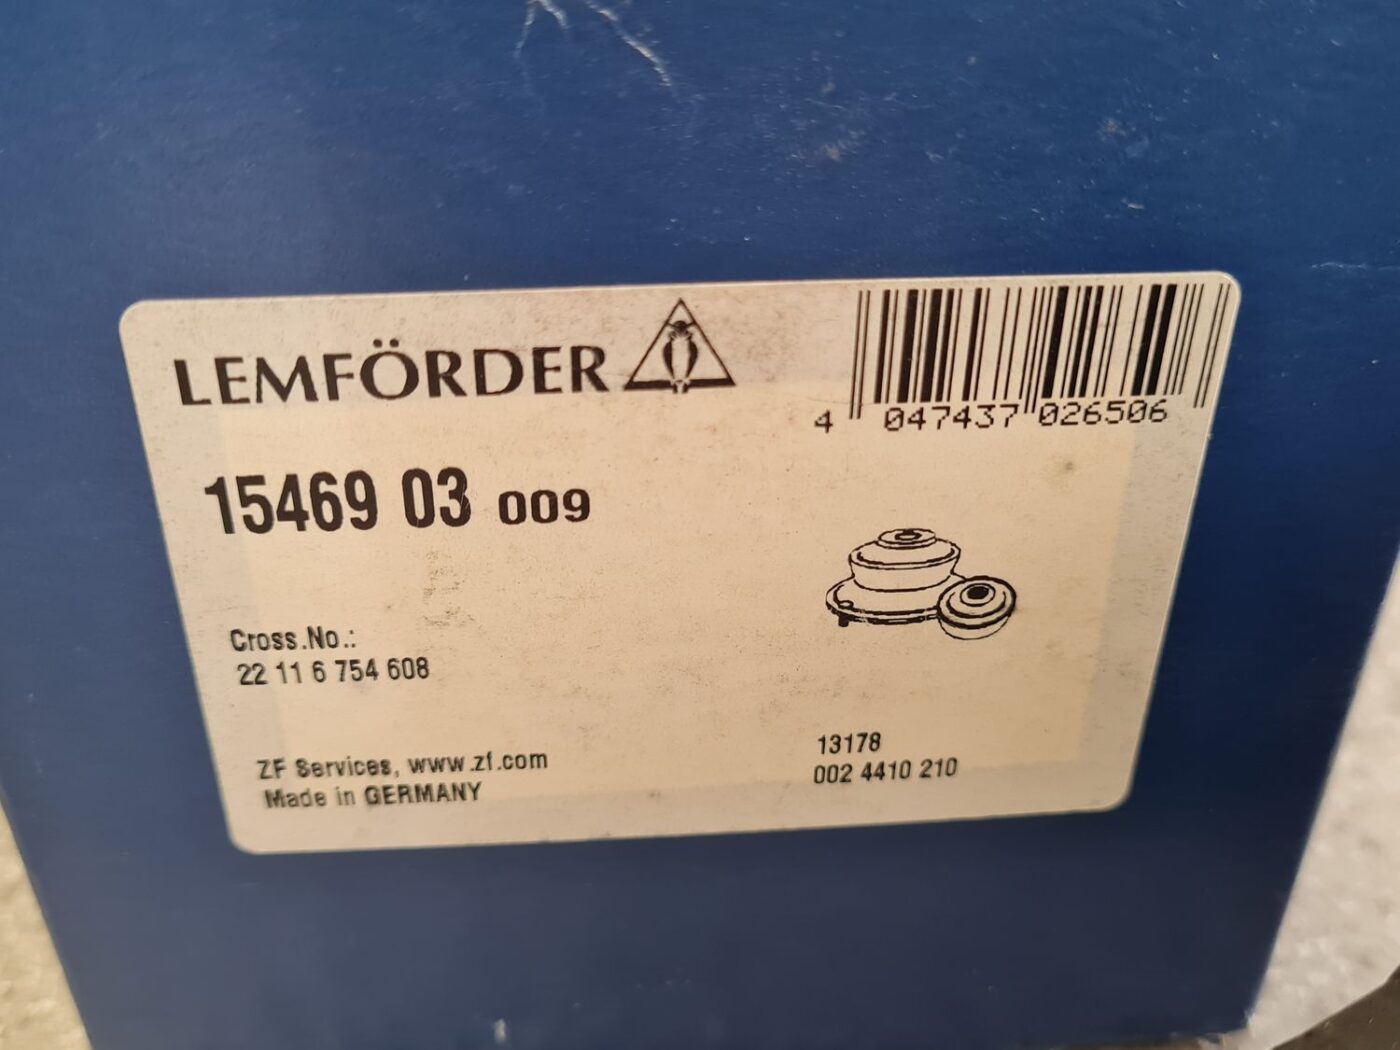 LEMFÖRDER
4 047437 026506
15469 03 009
Cross.No.:
22 11 6 754 608
ZF Services, www.zf.com
Made in GERMANY
13178
002 4410 210